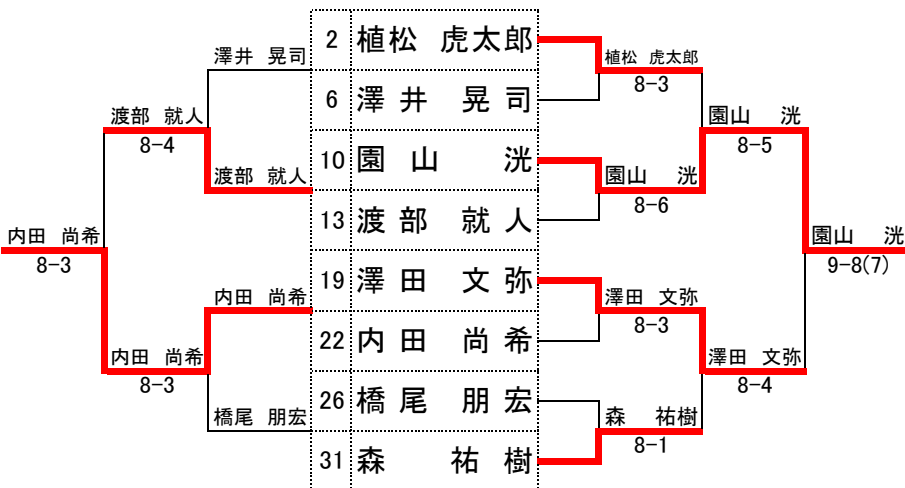 2 植松 虎太郎
澤井 晃司
植松 虎太郎
8-3
6 澤井 晃司
渡部 就人
8-4
園山 洸
8-5
10 園山 洸
渡部 就人
園山 洸
8-6
13 渡部 就人
内田 尚希
8-3
園山 洸
9-8(7)
19 澤田 文弥
内田 尚希
澤田 文弥
8-3
22 内田 尚希
内田 尚希
8-3
澤田 文弥
8-4
26 橋尾 朋宏
橋尾 朋宏
森 祐樹
8-1
31 森 祐樹